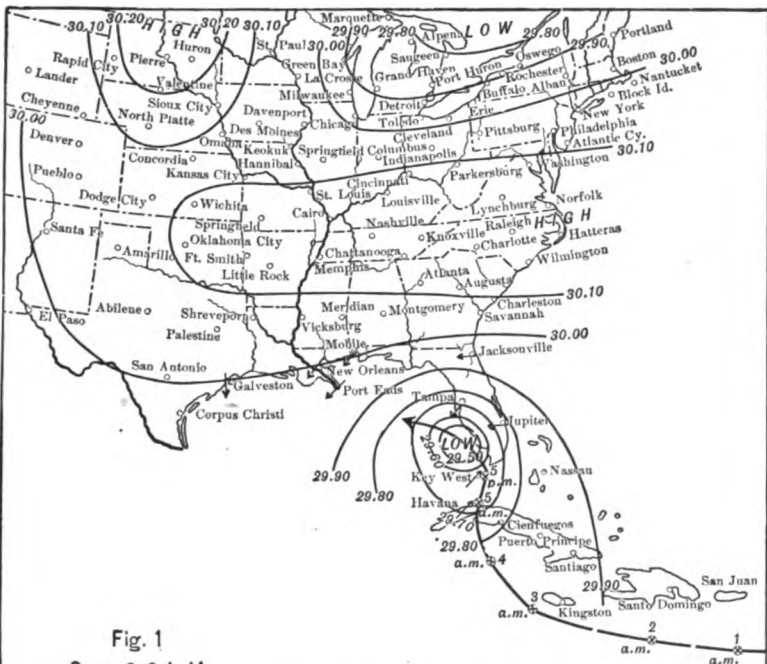 30.10
30.20
HIGH
30.20
30.10
Huron
Pierre
Rapid City
Lander
Valentine
Sioux City
Cheyenne
North Platte
30.00
Denver
Omaha
Des Moines
Concordia
Kansas City
Pueblo
Dodge City
Wichita
Santa F
Springfield
Oklahoma City
Amarillo
Ft. Smith
Little Rock
El Paso
Abilene
Palestine
Shreveport
San Antonio
Galveston
Corpus Christi
Marquette
29.90
29.80
Alpena
LOW
29.80
29.90
30.00
St. Paul
Green Bay
La Crosse
Milwaukee
Saugeen
Grand Haven
Port Huron
Oswego
Rochester
Buffalo
Alban
Portland
Boston
30.00
Nantucket
Block Id.
New York
Davenport
Chicago
Detroit
Toledo
Erie
Cleveland
Pittsburg
Philadelphia
Atlantic Cy.
Keokuk
Hannibal
Springfield
Columbus
Indianapolis
30.10
Washington
Parkersburg
Cincinnati
St. Louis
Louisville
Lynchburg
Norfolk
Cairo
Nashville
Knoxville
Raleigh
HIGH
Hatteras
Charlotte
Wilmington
Chattanooga
Memphis
Atlanta
Augusta
30.10
Charleston
Savannah
Meridian
Montgomery
Vicksburg
30.00
Mobile
Jacksonville
New Orleans
Port Eads
Tampa
Jupiter
LOW
29.50
29.60
29.90
29.80
Key West
5
p.m.
Nassau
Havana
5
a.m.
29.70
Cienfuegos
29.80
Puerto Principe
Santiago
a.m.
4
29.90
San Juan
3
a.m.
Kingston
Santo Domingo
2
a.m.
1
a.m.
Fig. 1